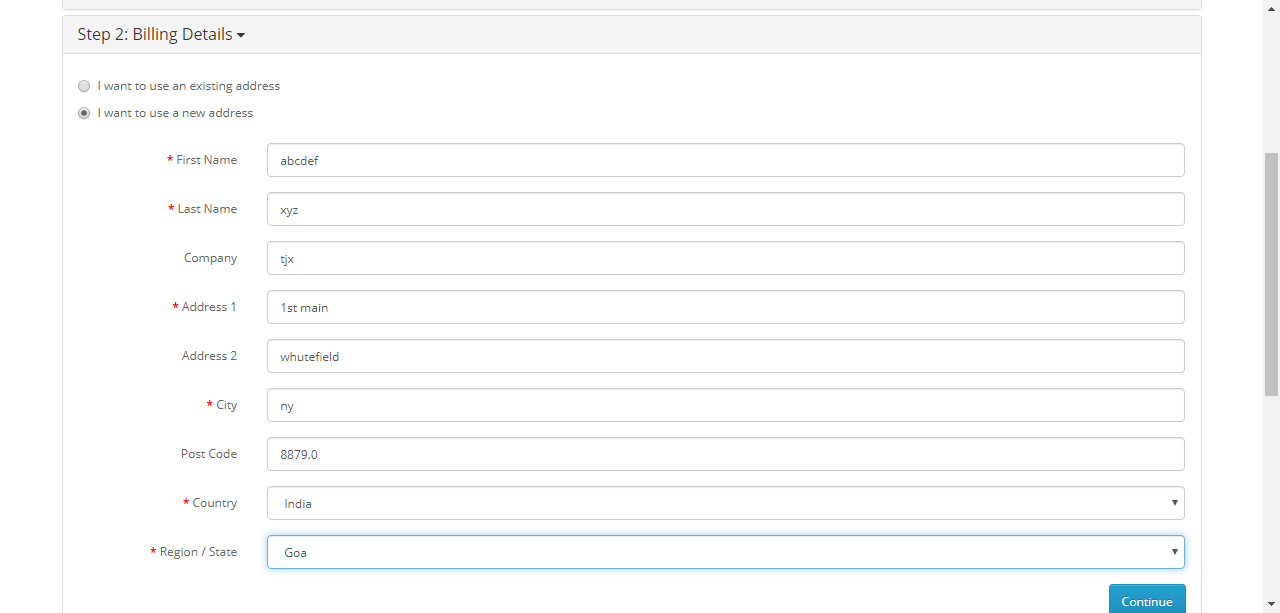 Step 2: Billing Details
I want to use an existing address
I want to use a new address
* First Name abcdef
* Last Name xyz
Company tjx
* Address 1 1st main
Address 2 whutefield
* City ny
Post Code 8879.0
* Country India
* Region / State Goa
Continue